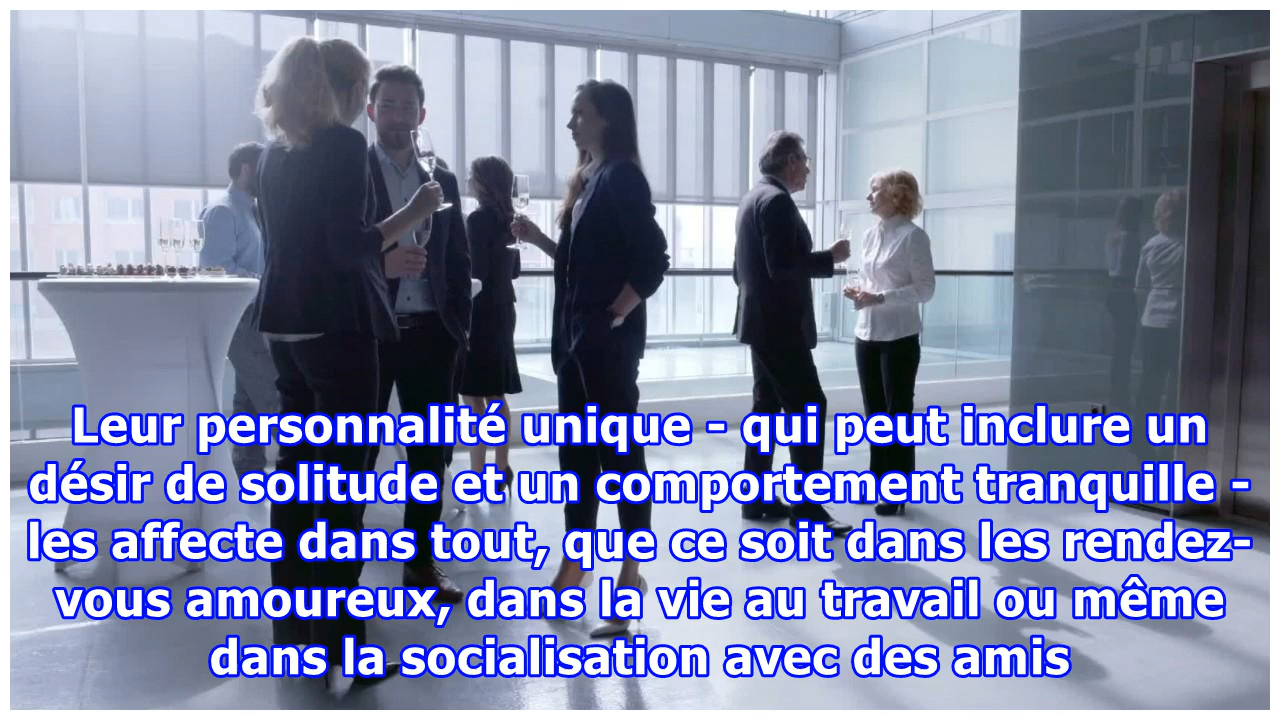 Leur personnalité unique - qui peut inclure un
désir de solitude et un comportement tranquille -
les affecte dans tout, que ce soit dans les rendez-
vous amoureux, dans la vie au travail ou même
dans la socialisation avec des amis